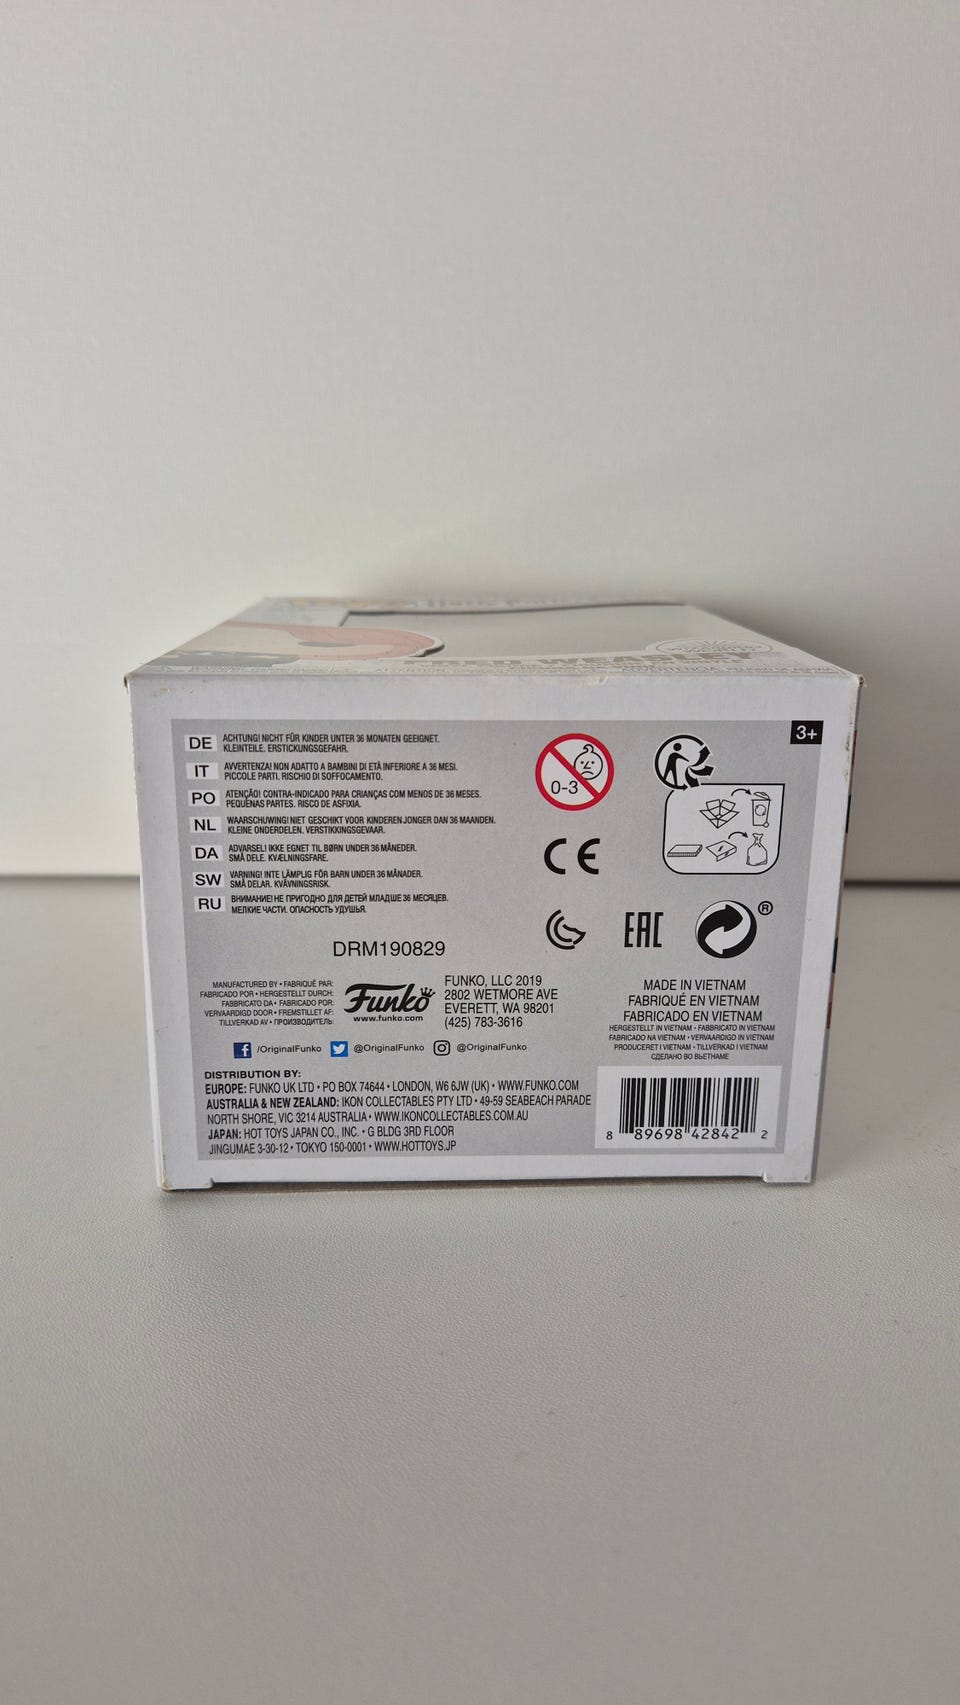 FRED WEASLEY
3+
DE ACHTUNG! NICHT FÜR KINDER UNTER 36 MONATEN GEEIGNET.
KLEINTEILE. ERSTICKUNGSGEFAHR.
IT AVVERTENZA! NON ADATTO A BAMBINI DI ETÀ INFERIORE A 36 MESI.
PICCOLE PARTI. RISCHIO DI SOFFOCAMENTO.
PO ATENÇÃO! CONTRA-INDICADO PARA CRIANÇAS COM MENOS DE 36 MESES.
PEQUENAS PARTES. RISCO DE ASFIXIA.
NL WAARSCHUWING! NIET GESCHIKT VOOR KINDEREN JONGER DAN 36 MAANDEN.
KLEINE ONDERDELEN. VERSTIKKINGSGEVAAR.
DA ADVARSEL! IKKE EGNET TIL BØRN UNDER 36 MÅNEDER.
SMÅ DELE. KVÆLNINGSFARE.
SW VARNING! INTE LÄMPLIG FÖR BARN UNDER 36 MÅNADER.
SMÅ DELAR. KVÄVNINGSRISK.
RU ВНИМАНИЕ! НЕ ПРИГОДНО ДЛЯ ДЕТЕЙ МЛАДШЕ 36 МЕСЯЦЕВ.
МЕЛКИЕ ЧАСТИ. ОПАСНОСТЬ УДУШЬЯ.
0-3
CE
EAC
®
DRM190829
MANUFACTURED BY • FABRIQUÉ PAR:
FABRICADO POR • HERGESTELLT DURCH:
FABBRICATO DA • FABRICADO POR:
VERVAARDIGD DOOR • FREMSTILLET AF:
TILLVERKAD AV • ПРОИЗВОДИТЕЛЬ:
Funko
www.funko.com
FUNKO, LLC 2019
2802 WETMORE AVE
EVERETT, WA 98201
(425) 783-3616
/OriginalFunko @OriginalFunko @OriginalFunko
MADE IN VIETNAM
FABRIQUÉ EN VIETNAM
FABRICADO EN VIETNAM
HERGESTELLT IN VIETNAM • FABBRICATO IN VIETNAM
FABRICADO NA VIETNAM • VERVAARDIGD IN VIETNAM
PRODUCERET I VIETNAM • TILLVERKAD I VIETNAM
СДЕЛАНО ВО ВЬЕТНАМЕ
DISTRIBUTION BY:
EUROPE: FUNKO UK LTD • PO BOX 74644 • LONDON, W6 6JW (UK) • WWW.FUNKO.COM
AUSTRALIA & NEW ZEALAND: IKON COLLECTABLES PTY LTD • 49-59 SEABEACH PARADE
NORTH SHORE, VIC 3214 AUSTRALIA • WWW.IKONCOLLECTABLES.COM.AU
JAPAN: HOT TOYS JAPAN CO., INC. • G BLDG 3RD FLOOR
JINGUMAE 3-30-12 • TOKYO 150-0001 • WWW.HOTTOYS.JP
8 89698 42842 2